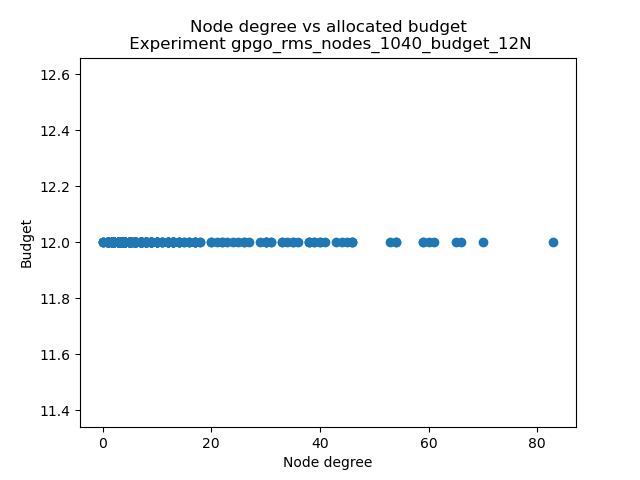 Node degree vs allocated budget
Experiment gpgo_rms_nodes_1040_budget_12N
12.6
12.4
12.2
12.0
11.8
11.6
11.4
Budget
0 20 40 60 80
Node degree